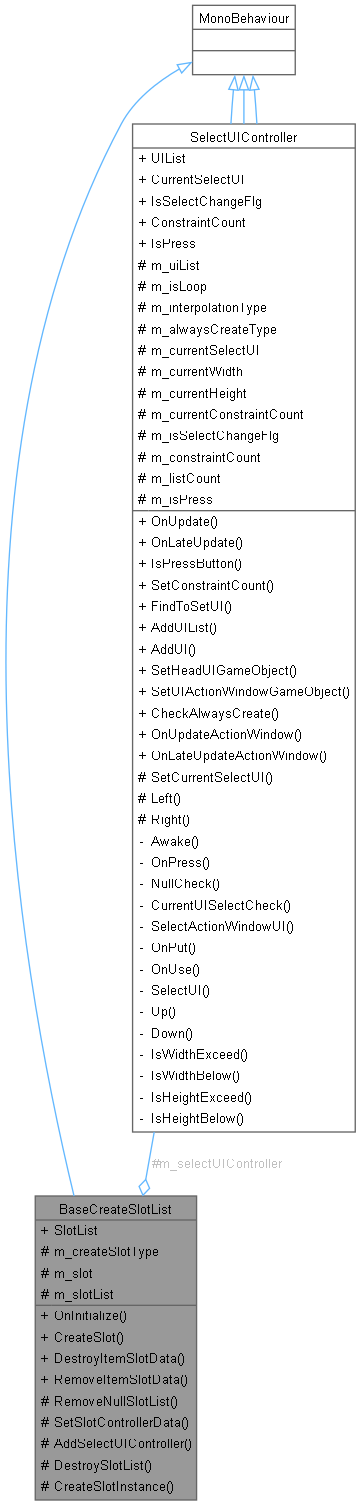 MonoBehaviour
SelectUIController
+ UIList
+ CurrentSelectUI
+ IsSelectChangeFlg
+ ConstraintCount
+ IsPress
# m_uiList
# m_isLoop
# m_interpolationType
# m_alwaysCreateType
# m_currentSelectUI
# m_currentWidth
# m_currentHeight
# m_currentConstraintCount
# m_isSelectChangeFlg
# m_constraintCount
# m_listCount
# m_isPress
+ OnUpdate()
+ OnLateUpdate()
+ IsPressButton()
+ SetConstraintCount()
+ FindToSetUI()
+ AddUIList()
+ AddUI()
+ SetHeadUIGameObject()
+ SetUIActionWindowGameObject()
+ CheckAlwaysCreate()
+ OnUpdateActionWindow()
+ OnLateUpdateActionWindow()
# SetCurrentSelectUI()
# Left()
# Right()
- Awake()
- OnPress()
- NullCheck()
- CurrentUISelectCheck()
- SelectActionWindowUI()
- OnPut()
- OnUse()
- SelectUI()
- Up()
- Down()
- IsWidthExceed()
- IsWidthBelow()
- IsHeightExceed()
- IsHeightBelow()
#m_selectUIController
BaseCreateSlotList
+ SlotList
# m_createSlotType
# m_slot
# m_slotList
+ OnInitialize()
+ CreateSlot()
+ DestroyItemSlotData()
+ RemoveItemSlotData()
# RemoveNullSlotList()
# SetSlotControllerData()
# AddSelectUIController()
# DestroySlotList()
# CreateSlotInstance()